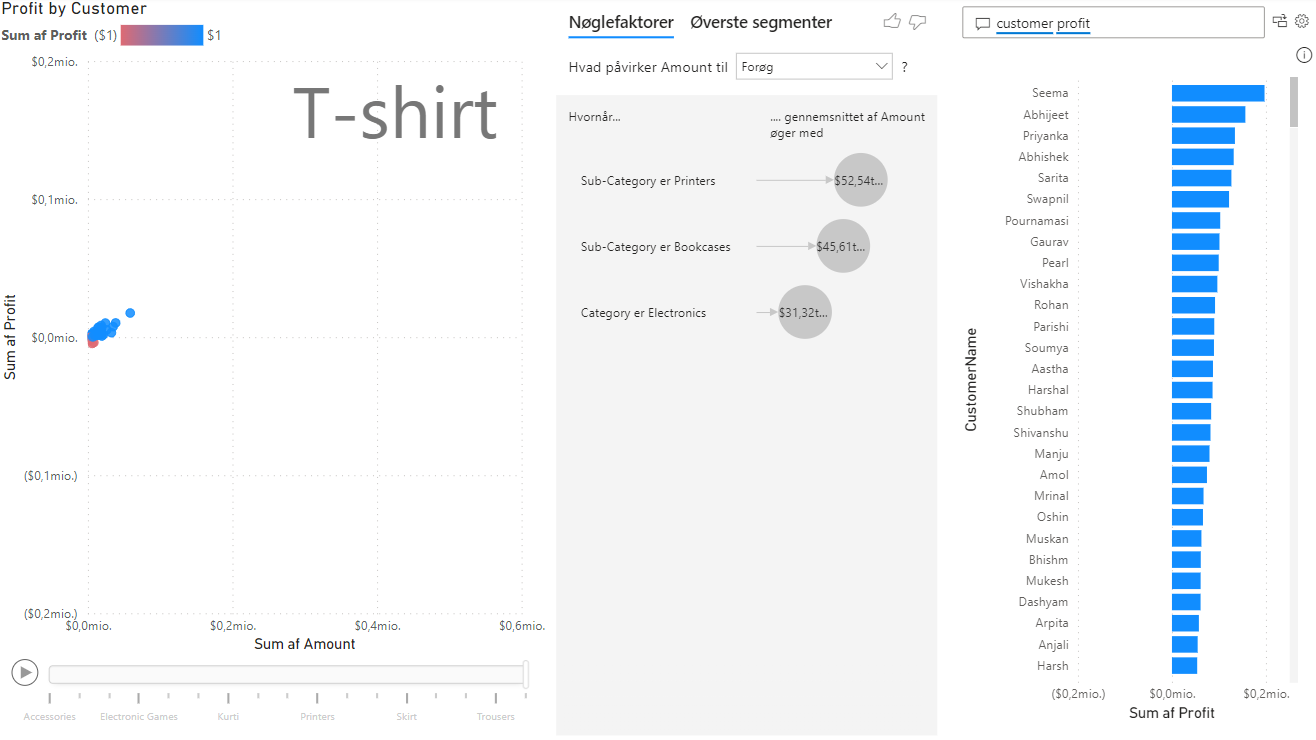 Profit by Customer
Sum af Profit ($1) $1
$0,2mio.
T-shirt
$0,1mio.
$0,0mio.
($0,1mio.)
($0,2mio.)
Sum af Profit
$0,0mio. $0,2mio. $0,4mio. $0,6mio.
Sum af Amount
Accessories Electronic Games Kurti Printers Skirt Trousers
Nøglefaktorer Øverste segmenter
Hvad påvirker Amount til Forøg ?
Hvornår...
.... gennemsnittet af Amount
øger med
Sub-Category er Printers $52,54t...
Sub-Category er Bookcases $45,61t...
Category er Electronics $31,32t...
customer profit
CustomerName
Seema
Abhijeet
Priyanka
Abhishek
Sarita
Swapnil
Pournamasi
Gaurav
Pearl
Vishakha
Rohan
Parishi
Soumya
Aastha
Harshal
Shubham
Shivanshu
Manju
Amol
Mrinal
Oshin
Muskan
Bhishm
Mukesh
Dashyam
Arpita
Anjali
Harsh
($0,2mio.) $0,0mio. $0,2mio.
Sum af Profit